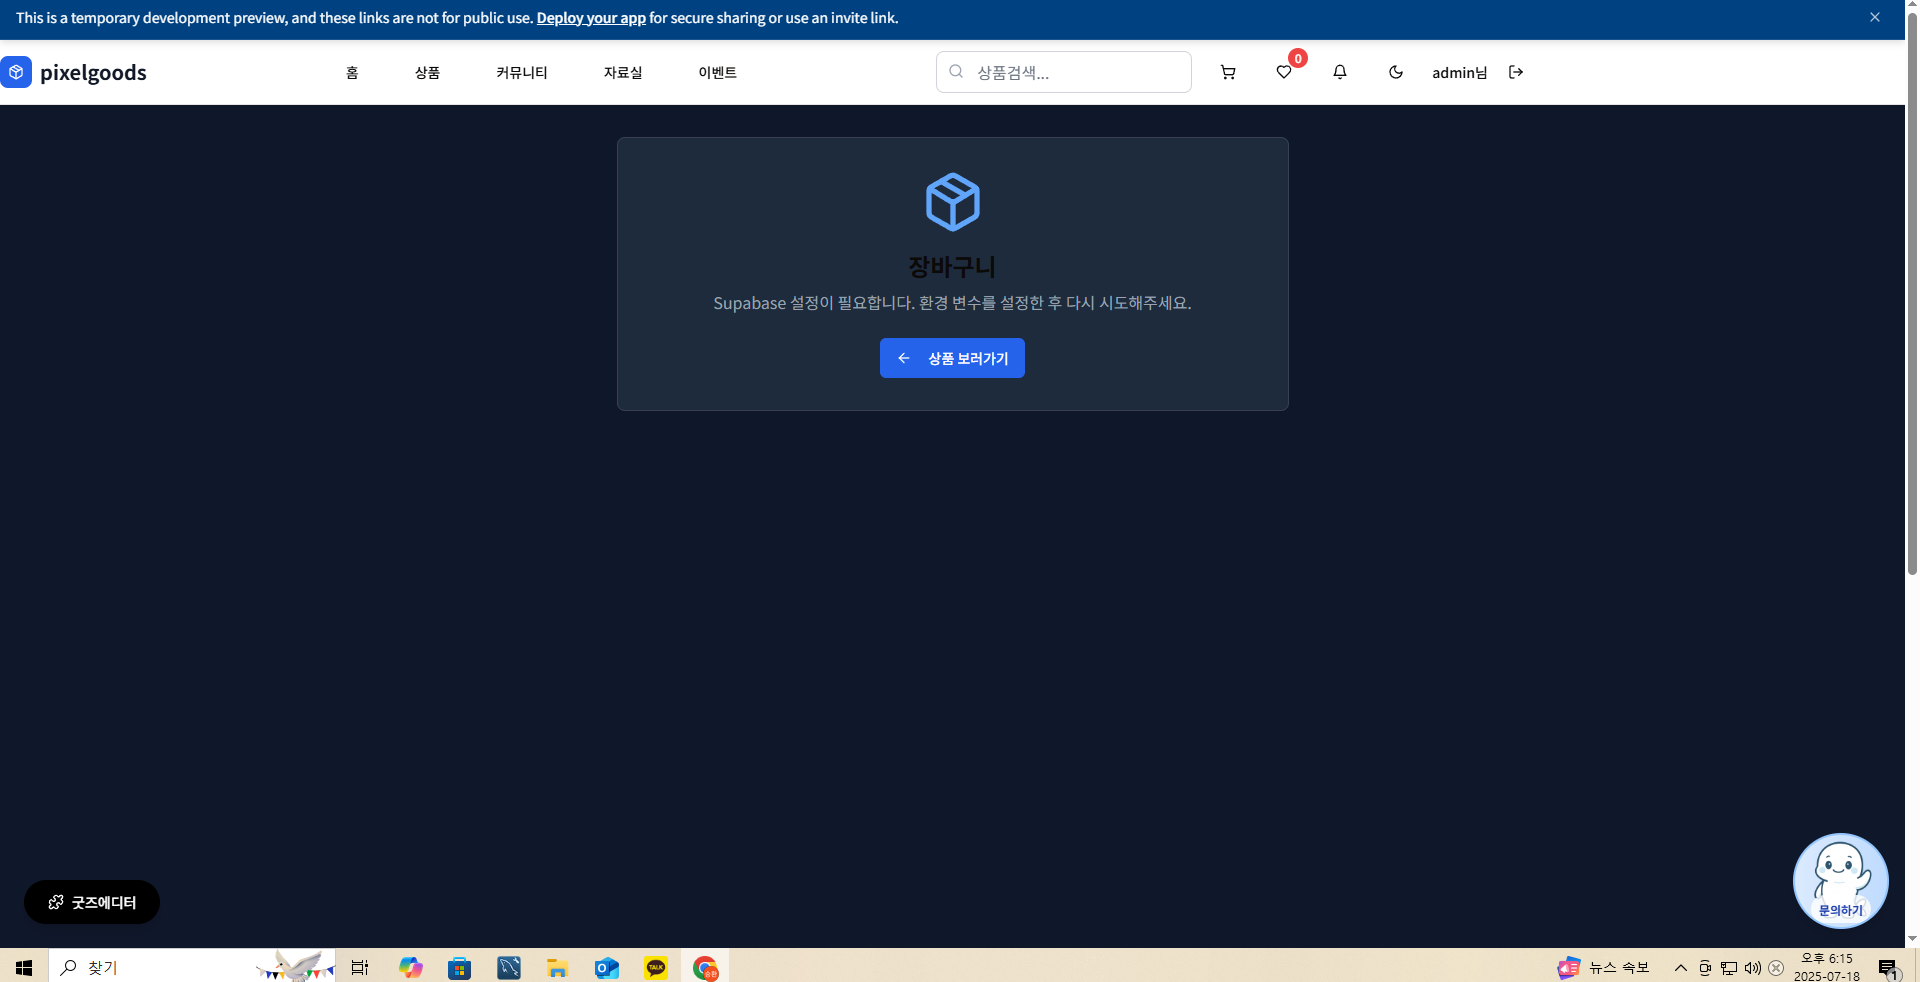 This is a temporary development preview, and these links are not for public use. Deploy your app for secure sharing or use an invite link.
pixelgoods
홈
상품
커뮤니티
자료실
이벤트
상품검색...
0
admin님
장바구니
Supabase 설정이 필요합니다. 환경 변수를 설정한 후 다시 시도해주세요.
상품 보러가기
굿즈에디터
문의하기
찾기
TALK
승현
뉴스 속보
오후 6:15
2025-07-18
1